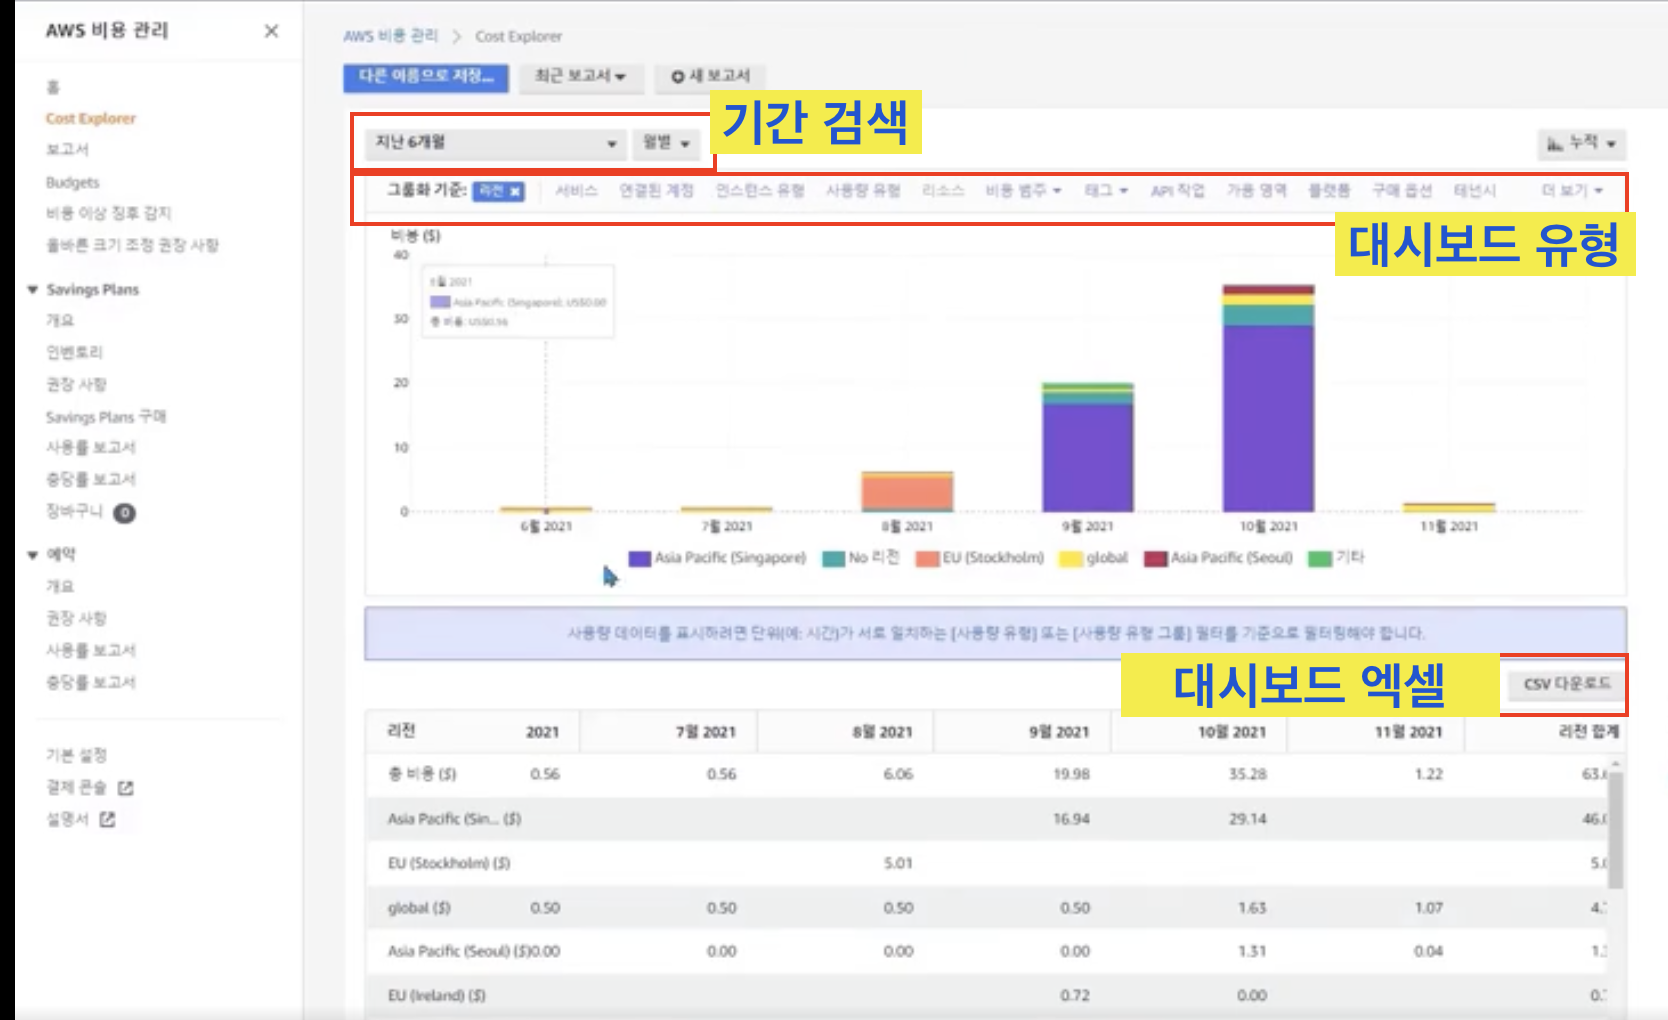 AWS 비용 관리
홈
Cost Explorer
보고서
Budgets
비용 이상 징후 감지
올바른 크기 조정 권장 사항
Savings Plans
개요
인벤토리
권장 사항
Savings Plans 구매
사용률 보고서
충당률 보고서
장바구니 0
예약
개요
권장 사항
사용률 보고서
충당률 보고서
기본 설정
결제 콘솔
설명서
AWS 비용 관리 > Cost Explorer
다른 이름으로 저장... 최근 보고서 새 보고서
기간 검색
지난 6개월 월별 누적
그룹화 기준: 리전 서비스 연결된 계정 인스턴스 유형 사용량 유형 리소스 비용 범주 태그 API 작업 가용 영역 플랫폼 구매 옵션 테넌시 더 보기
대시보드 유형
비용 ($)
40
30
20
10
0
6월 2021
Asia Pacific (Singapore): US$0.00
총 비용: US$0.56
6월 2021 7월 2021 8월 2021 9월 2021 10월 2021 11월 2021
Asia Pacific (Singapore) No 리전 EU (Stockholm) global Asia Pacific (Seoul) 기타
사용량 데이터를 표시하려면 단위(예: 시간)가 서로 일치하는 [사용량 유형] 또는 [사용량 유형 그룹] 필터를 기준으로 필터링해야 합니다.
대시보드 엑셀
CSV 다운로드
리전 2021 7월 2021 8월 2021 9월 2021 10월 2021 11월 2021 리전 합계
총 비용 ($) 0.56 0.56 6.06 19.98 35.28 1.22 63.
Asia Pacific (Sin... ($) 16.94 29.14 46.
EU (Stockholm) ($) 5.01 5.
global ($) 0.50 0.50 0.50 0.50 1.63 1.07 4.
Asia Pacific (Seoul) ($)0.00 0.00 0.00 0.00 1.31 0.04 1.
EU (Ireland) ($) 0.72 0.00 0.